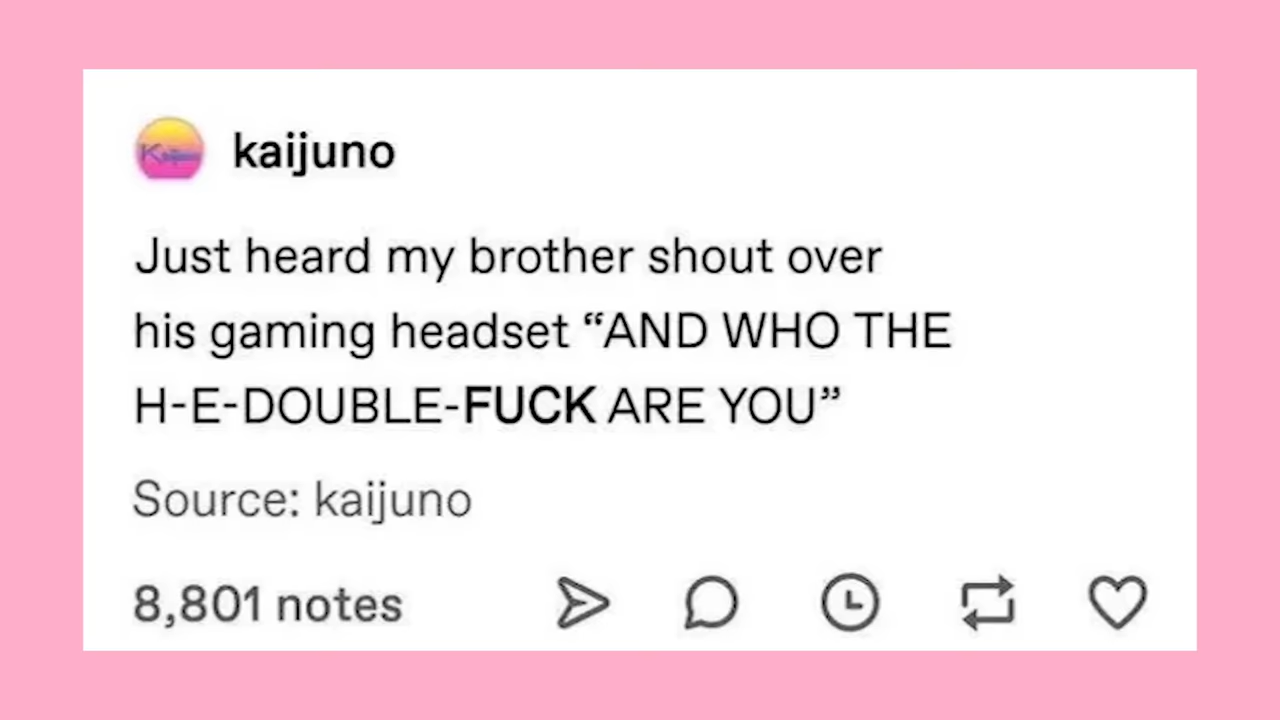 kaijuno
Just heard my brother shout over
his gaming headset “AND WHO THE
H-E-DOUBLE-FUCK ARE YOU”
Source: kaijuno
8,801 notes